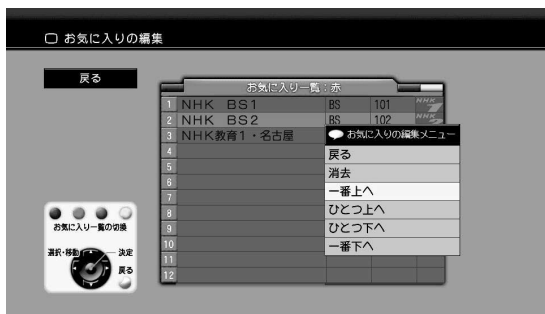 お気に入りの編集
戻る
お気に入り一覧：赤
1 NHK BS1 BS 101 NHK 1
2 NHK BS2 BS 102 NHK 2
3 NHK教育1・名古屋
お気に入りの編集メニュー
4
戻る
5
消去
6
一番上へ
7
ひとつ上へ
8
ひとつ下へ
9
一番下へ
10
11
12
お気に入り一覧の切換
選択・移動
決定
戻る